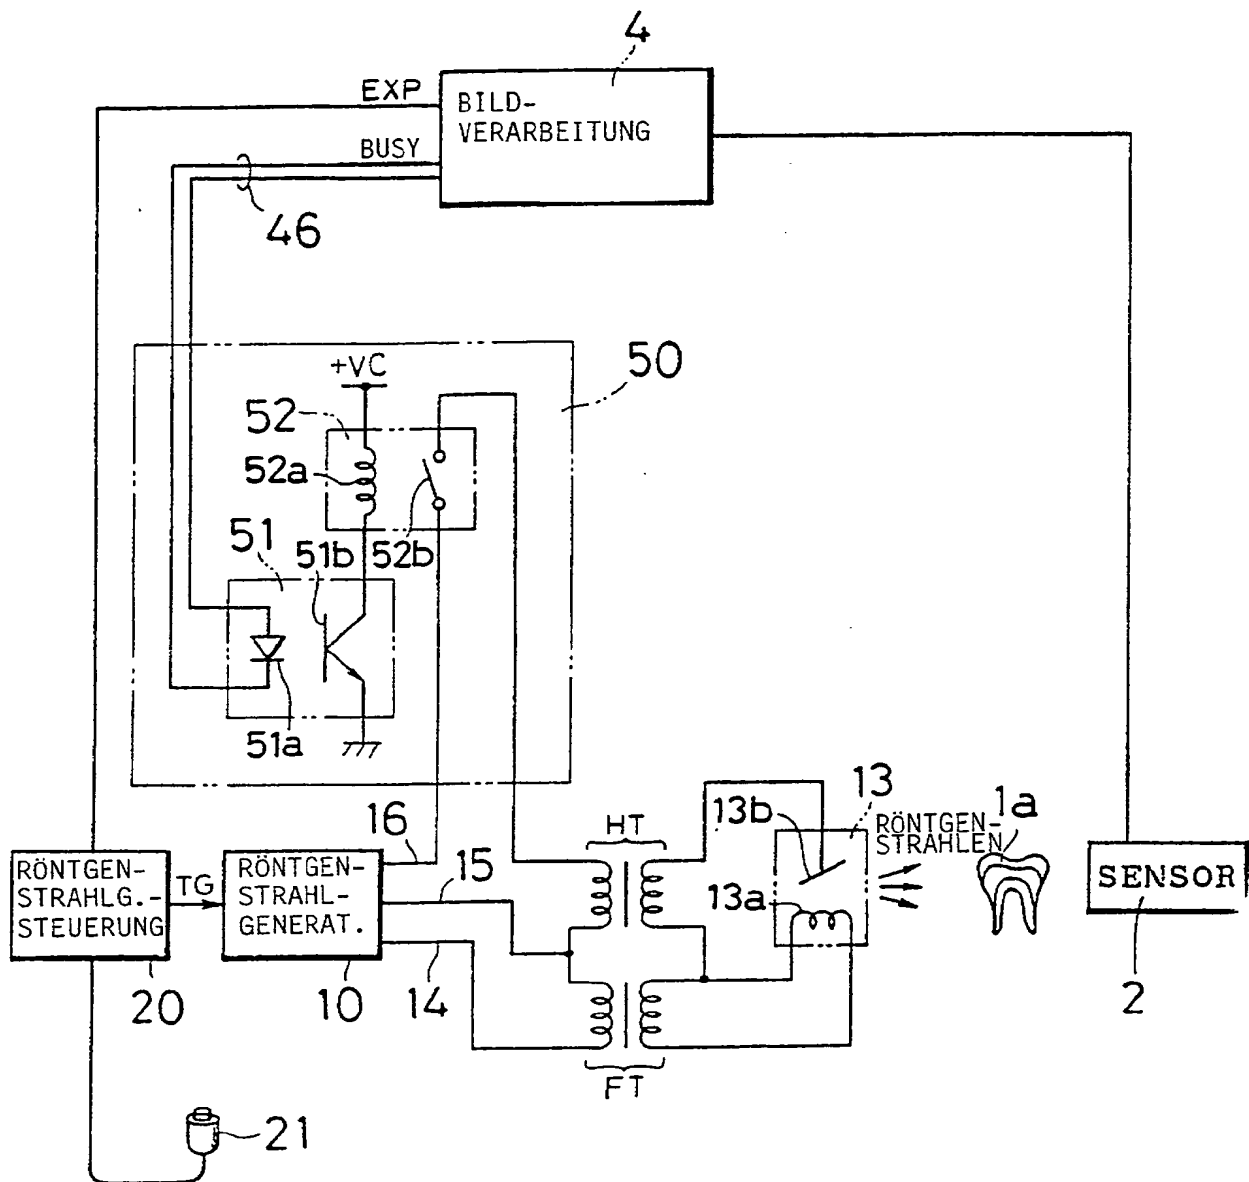 4
EXP
BILD-
VERARBEITUNG
BUSY
46
50
+VC
52
52a
51
51b
52b
51a
16
HT
13b
13
RÖNTGEN-
STRAHLEN
1a
RÖNTGEN-
STRAHLG.-
STEUERUNG
TG
RÖNTGEN-
STRAHL-
GENERAT.
15
13a
SENSOR
20
10
14
2
FT
21